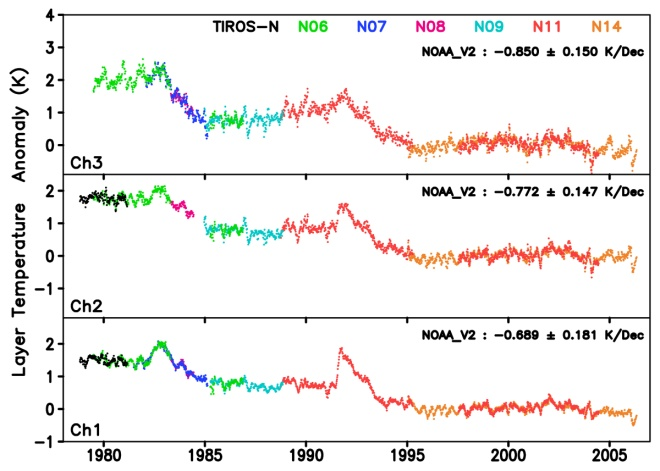 TIROS-N N06 N07 N08 N09 N11 N14
NOAA_V2 : -0.850 ± 0.150 K/Dec
4
3
2
1
0
Ch3
NOAA_V2 : -0.772 ± 0.147 K/Dec
2
1
0
-1
Ch2
NOAA_V2 : -0.689 ± 0.181 K/Dec
2
1
0
-1
Ch1
Layer Temperature Anomaly (K)
1980 1985 1990 1995 2000 2005